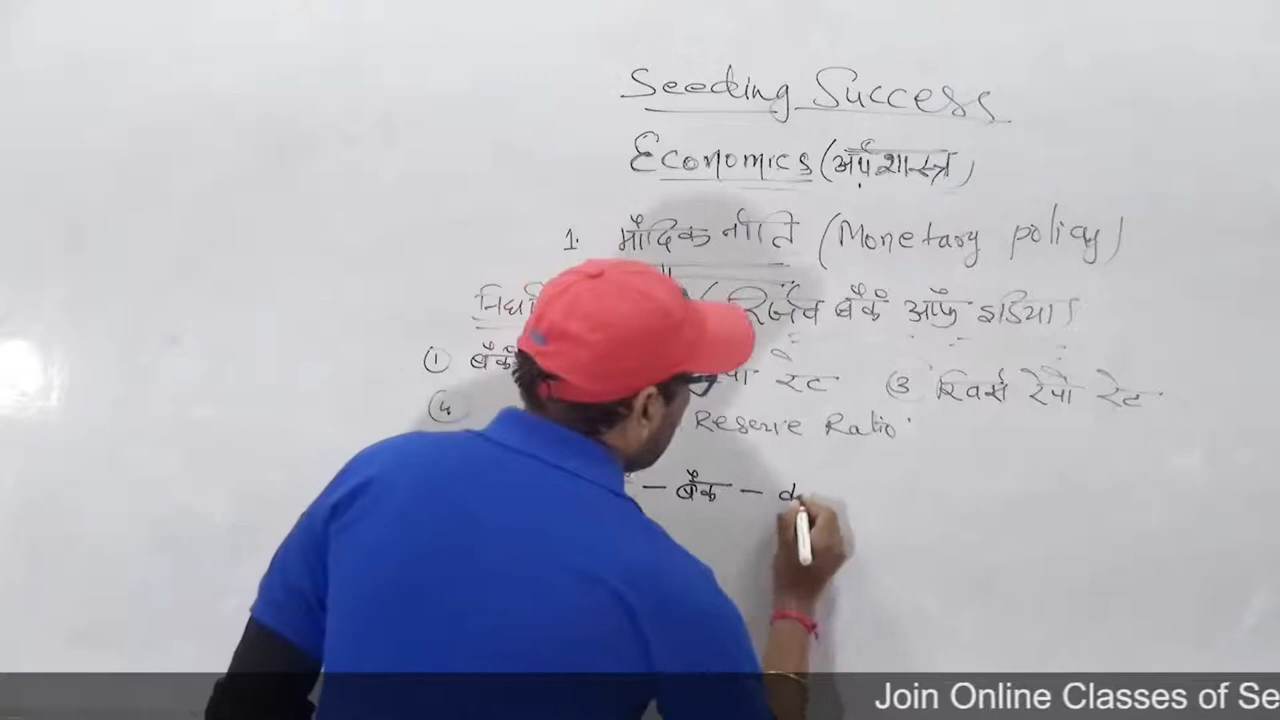 Seeding Success
Economics (अर्थशास्त्र)
1. मौद्रिक नीति (Monetary policy)
रिजर्व बैंक ऑफ इंडिया)
① बैंक रेट ③ रिवर्स रेपो रेट
④ Reserve Ratio
- बैंक -
Join Online Classes of Se